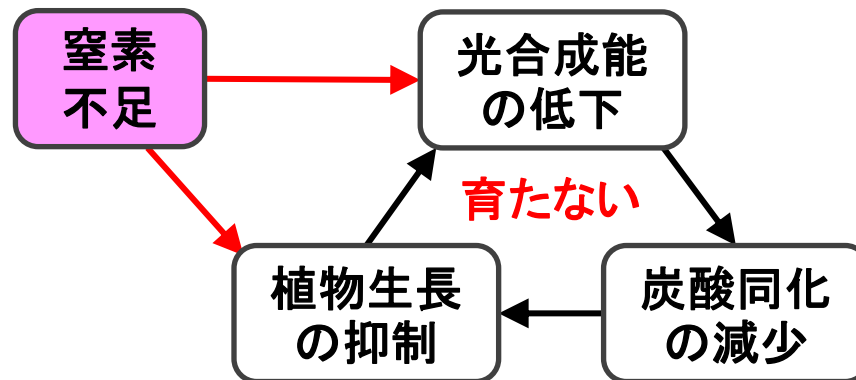 窒素
不足
光合成能
の低下
育たない
植物生長
の抑制
炭酸同化
の減少